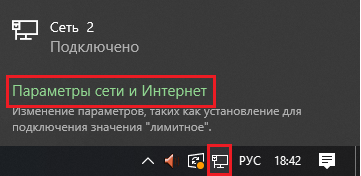 Сеть 2
Подключено
Параметры сети и Интернет
Изменение параметров, таких как установление для
подключения значения "лимитное".
РУС 18:42